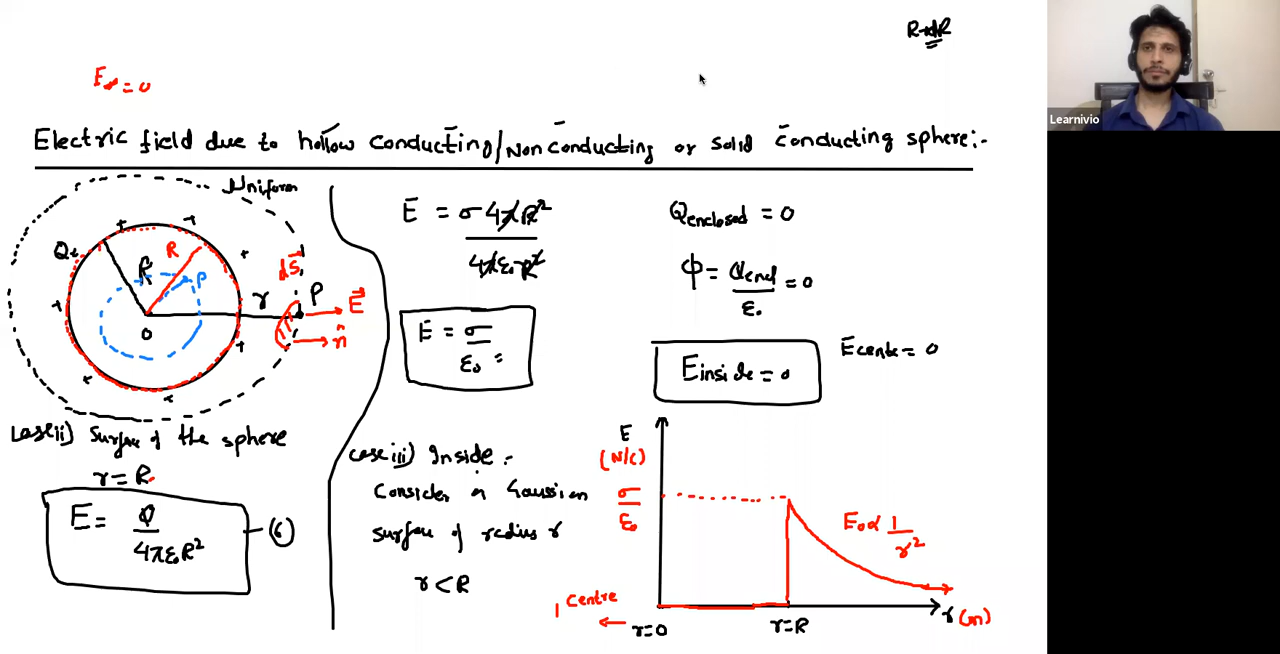 R→dR
E∞ = 0
Electric field due to hollow conducting/Non conducting or solid conducting sphere:-
Uniform
Q
R
R
P
dS
r
P
E
n̂
O
Case ii) Surface of the sphere
r = R
E = Q / 4πε₀R² — (6)
E = σ4πR² / 4πε₀R²
E = σ / ε₀
Case iii) Inside :-
Consider a Gaussian
surface of radius r
r < R
Qenclosed = 0
ϕ = qencl / ε₀ = 0
Einside = 0
Ecentre = 0
E
(N/C)
σ / ε₀
E∝ 1 / r²
Centre
r=0
r=R
r (m)
Learnivio